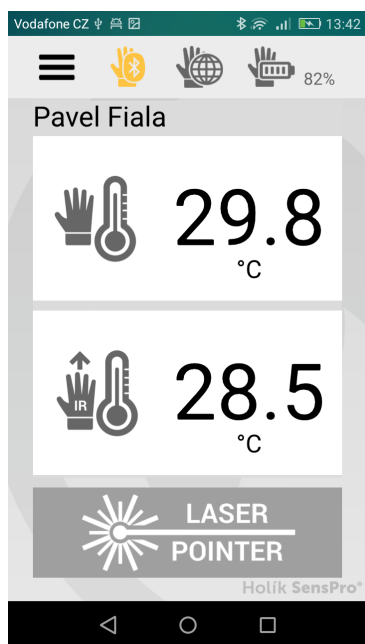 Vodafone CZ 13:42
82%
Pavel Fiala
29.8
°C
IR
28.5
°C
LASER
POINTER
Holík SensPro®